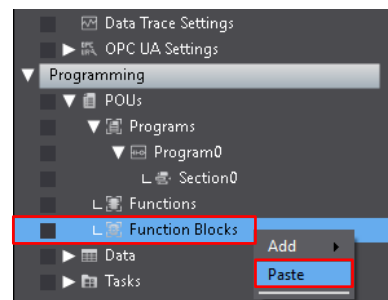 Data Trace Settings
OPC UA Settings
Programming
POUs
Programs
Program0
Section0
Functions
Function Blocks
Add
Data
Paste
Tasks